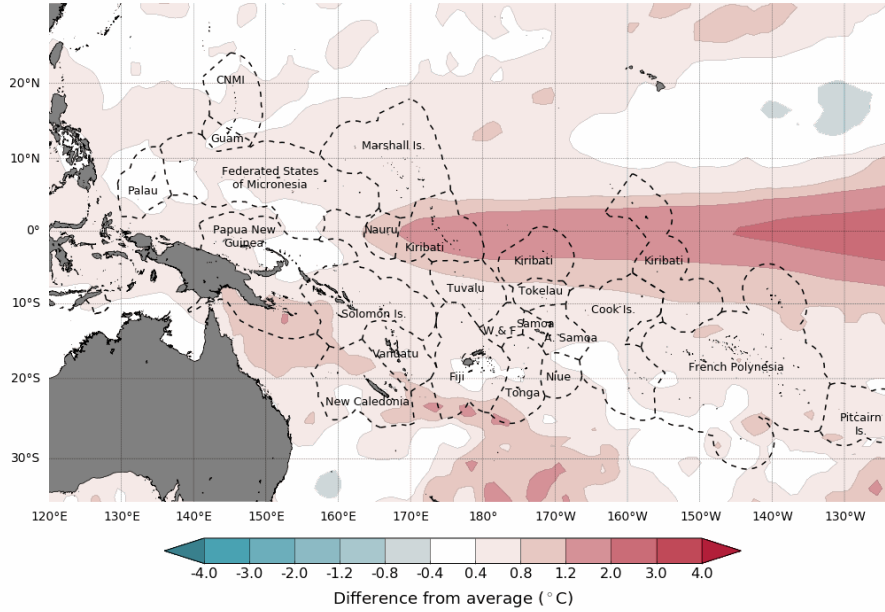 CNMI
20°N
Guam
Marshall Is.
10°N
Federated States
of Micronesia
Palau
0°
Papua New
Guinea
Nauru
Kiribati
Kiribati
Kiribati
Tuvalu
Tokelau
10°S
Solomon Is.
Cook Is.
W & F
Samoa
A. Samoa
Vanuatu
French Polynesia
20°S
Fiji
Niue
New Caledonia
Tonga
Pitcairn
Is.
30°S
120°E 130°E 140°E 150°E 160°E 170°E 180° 170°W 160°W 150°W 140°W 130°W
-4.0 -3.0 -2.0 -1.2 -0.8 -0.4 0.4 0.8 1.2 2.0 3.0 4.0
Difference from average (°C)